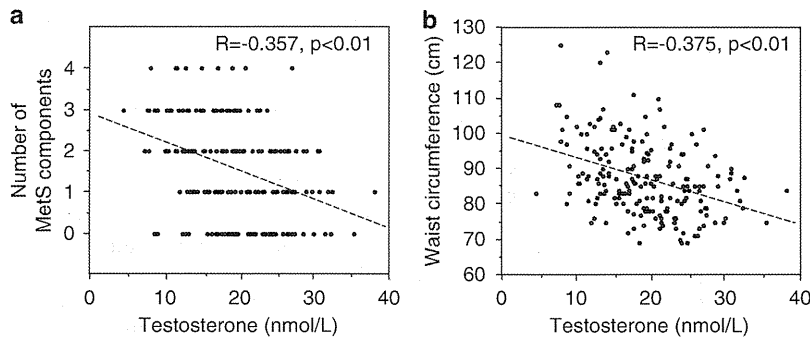 a
R=-0.357, p<0.01
Number of
MetS components
4
3
2
1
0
0
10
20
30
40
Testosterone (nmol/L)
b
R=-0.375, p<0.01
Waist circumference (cm)
130
120
110
100
90
80
70
60
0
10
20
30
40
Testosterone (nmol/L)